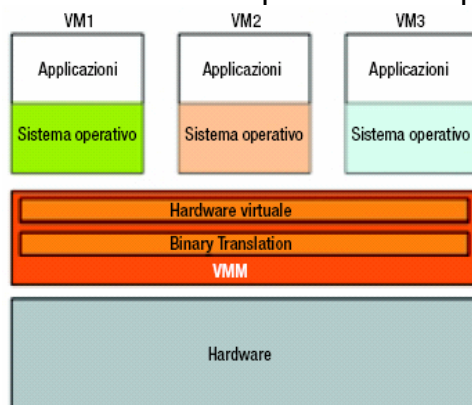 VM1 VM2 VM3
Applicazioni Applicazioni Applicazioni
Sistema operativo Sistema operativo Sistema operativo
Hardware virtuale
Binary Translation
VMM
Hardware